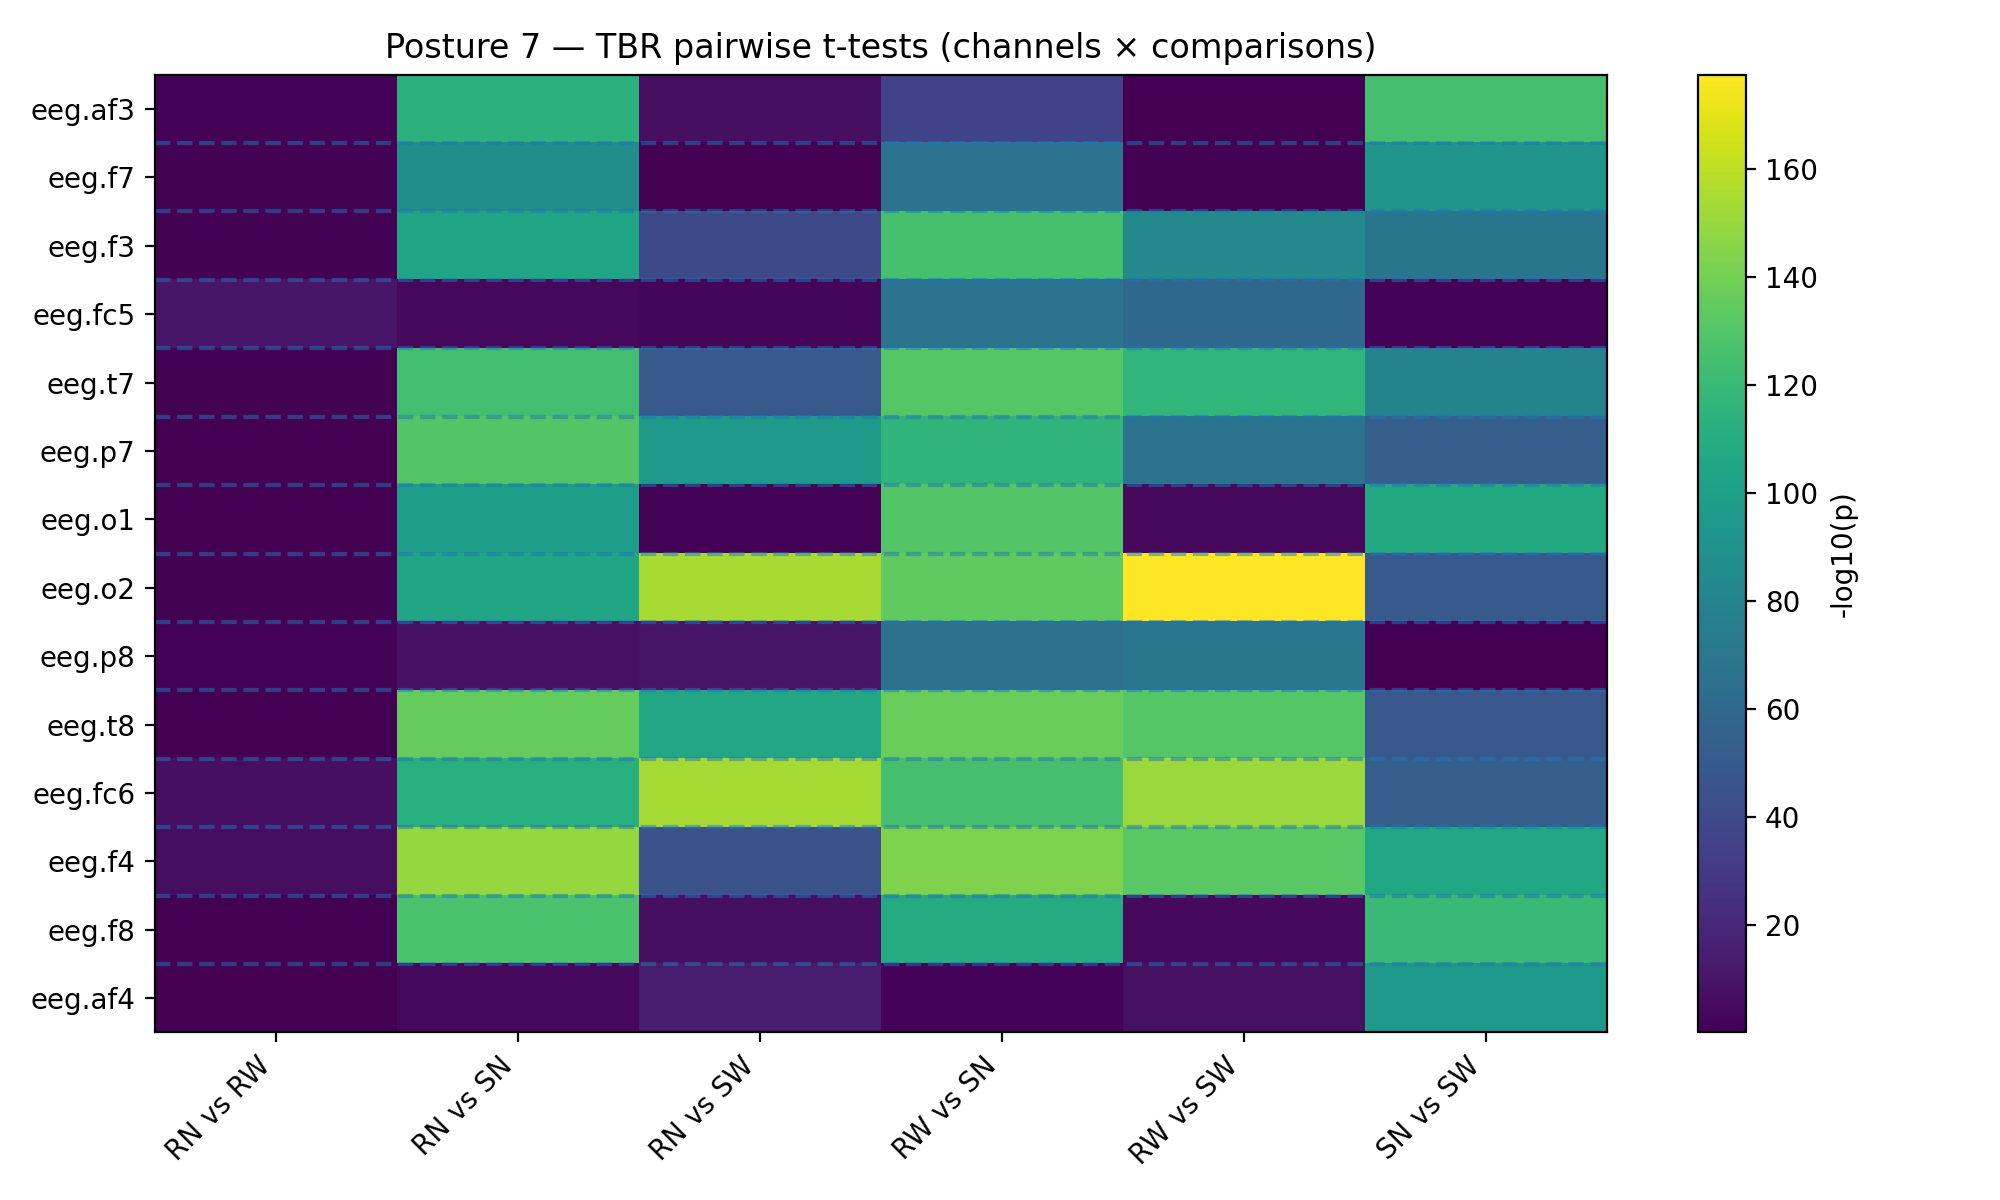 Posture 7 — TBR pairwise t-tests (channels × comparisons)
eeg.af3
eeg.f7
eeg.f3
eeg.fc5
eeg.t7
eeg.p7
eeg.o1
eeg.o2
eeg.p8
eeg.t8
eeg.fc6
eeg.f4
eeg.f8
eeg.af4
RN vs RW
RN vs SN
RN vs SW
RW vs SN
RW vs SW
SN vs SW
160
140
120
100
80
60
40
20
-log10(p)